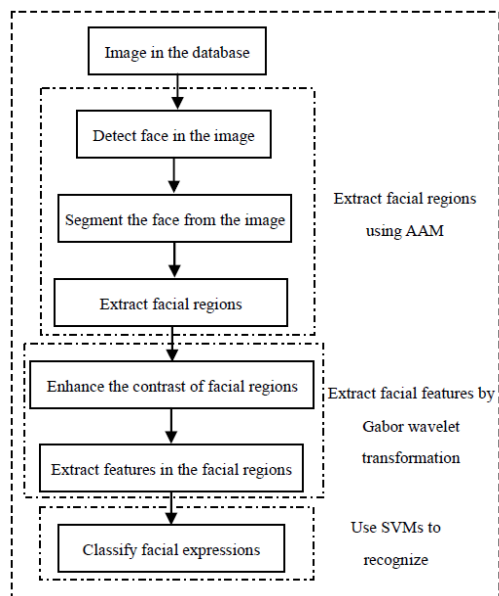 Image in the database
Detect face in the image
Segment the face from the image
Extract facial regions
using AAM
Extract facial regions
Enhance the contrast of facial regions
Extract facial features by
Gabor wavelet
transformation
Extract features in the facial regions
Use SVMs to
recognize
Classify facial expressions